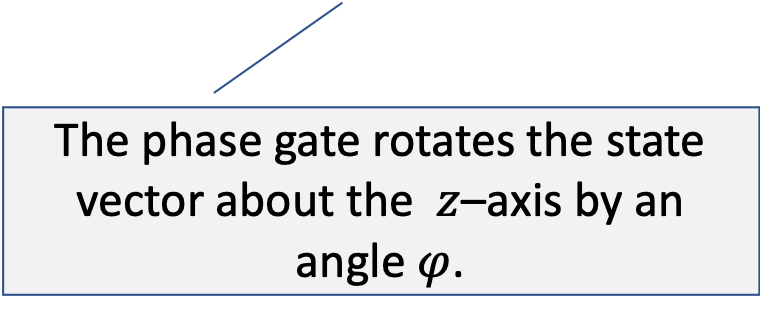 The phase gate rotates the state
vector about the z–axis by an
angle φ.